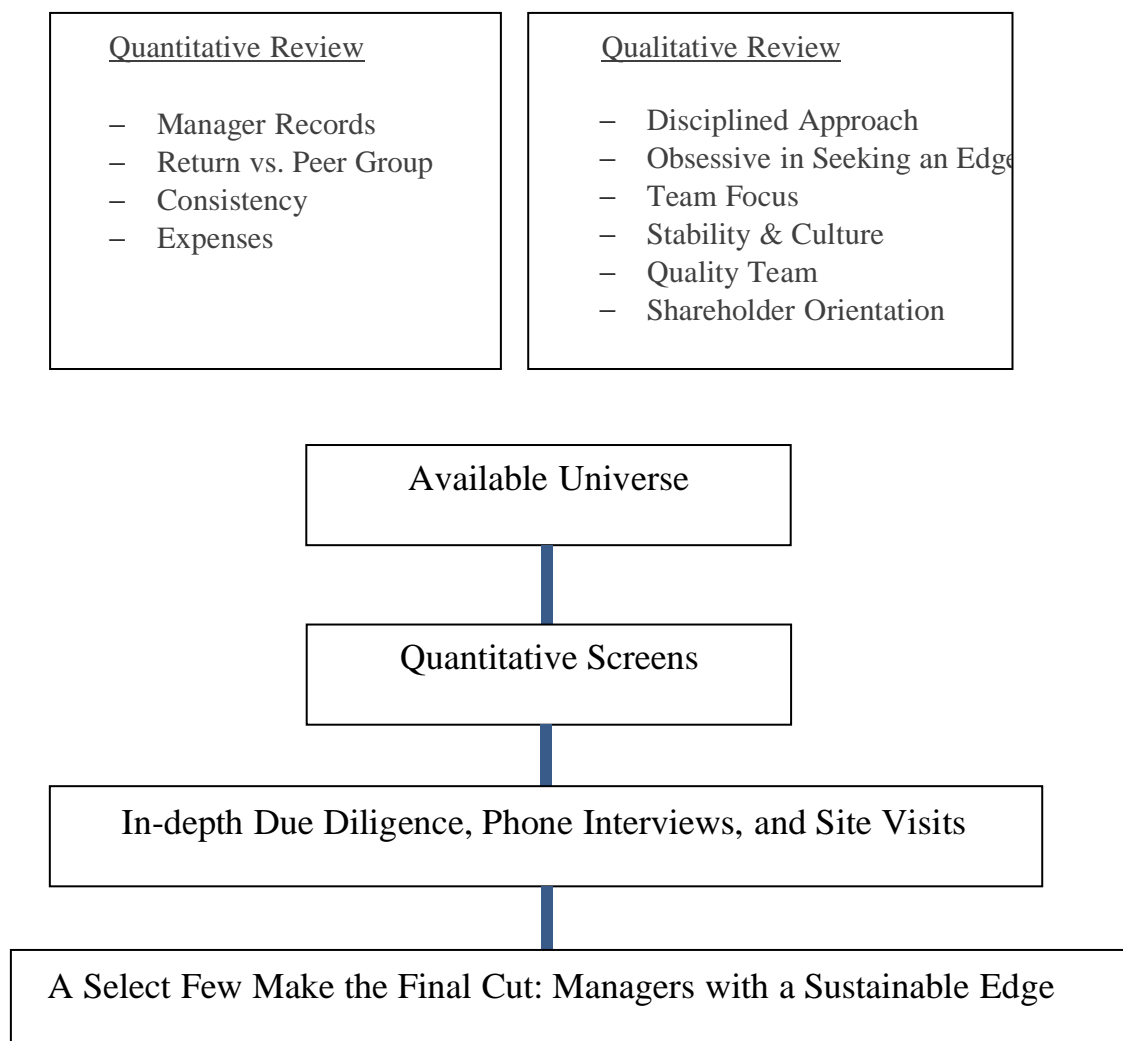 Quantitative Review
– Manager Records
– Return vs. Peer Group
– Consistency
– Expenses
Qualitative Review
– Disciplined Approach
– Obsessive in Seeking an Edge
– Team Focus
– Stability & Culture
– Quality Team
– Shareholder Orientation
Available Universe
Quantitative Screens
In-depth Due Diligence, Phone Interviews, and Site Visits
A Select Few Make the Final Cut: Managers with a Sustainable Edge